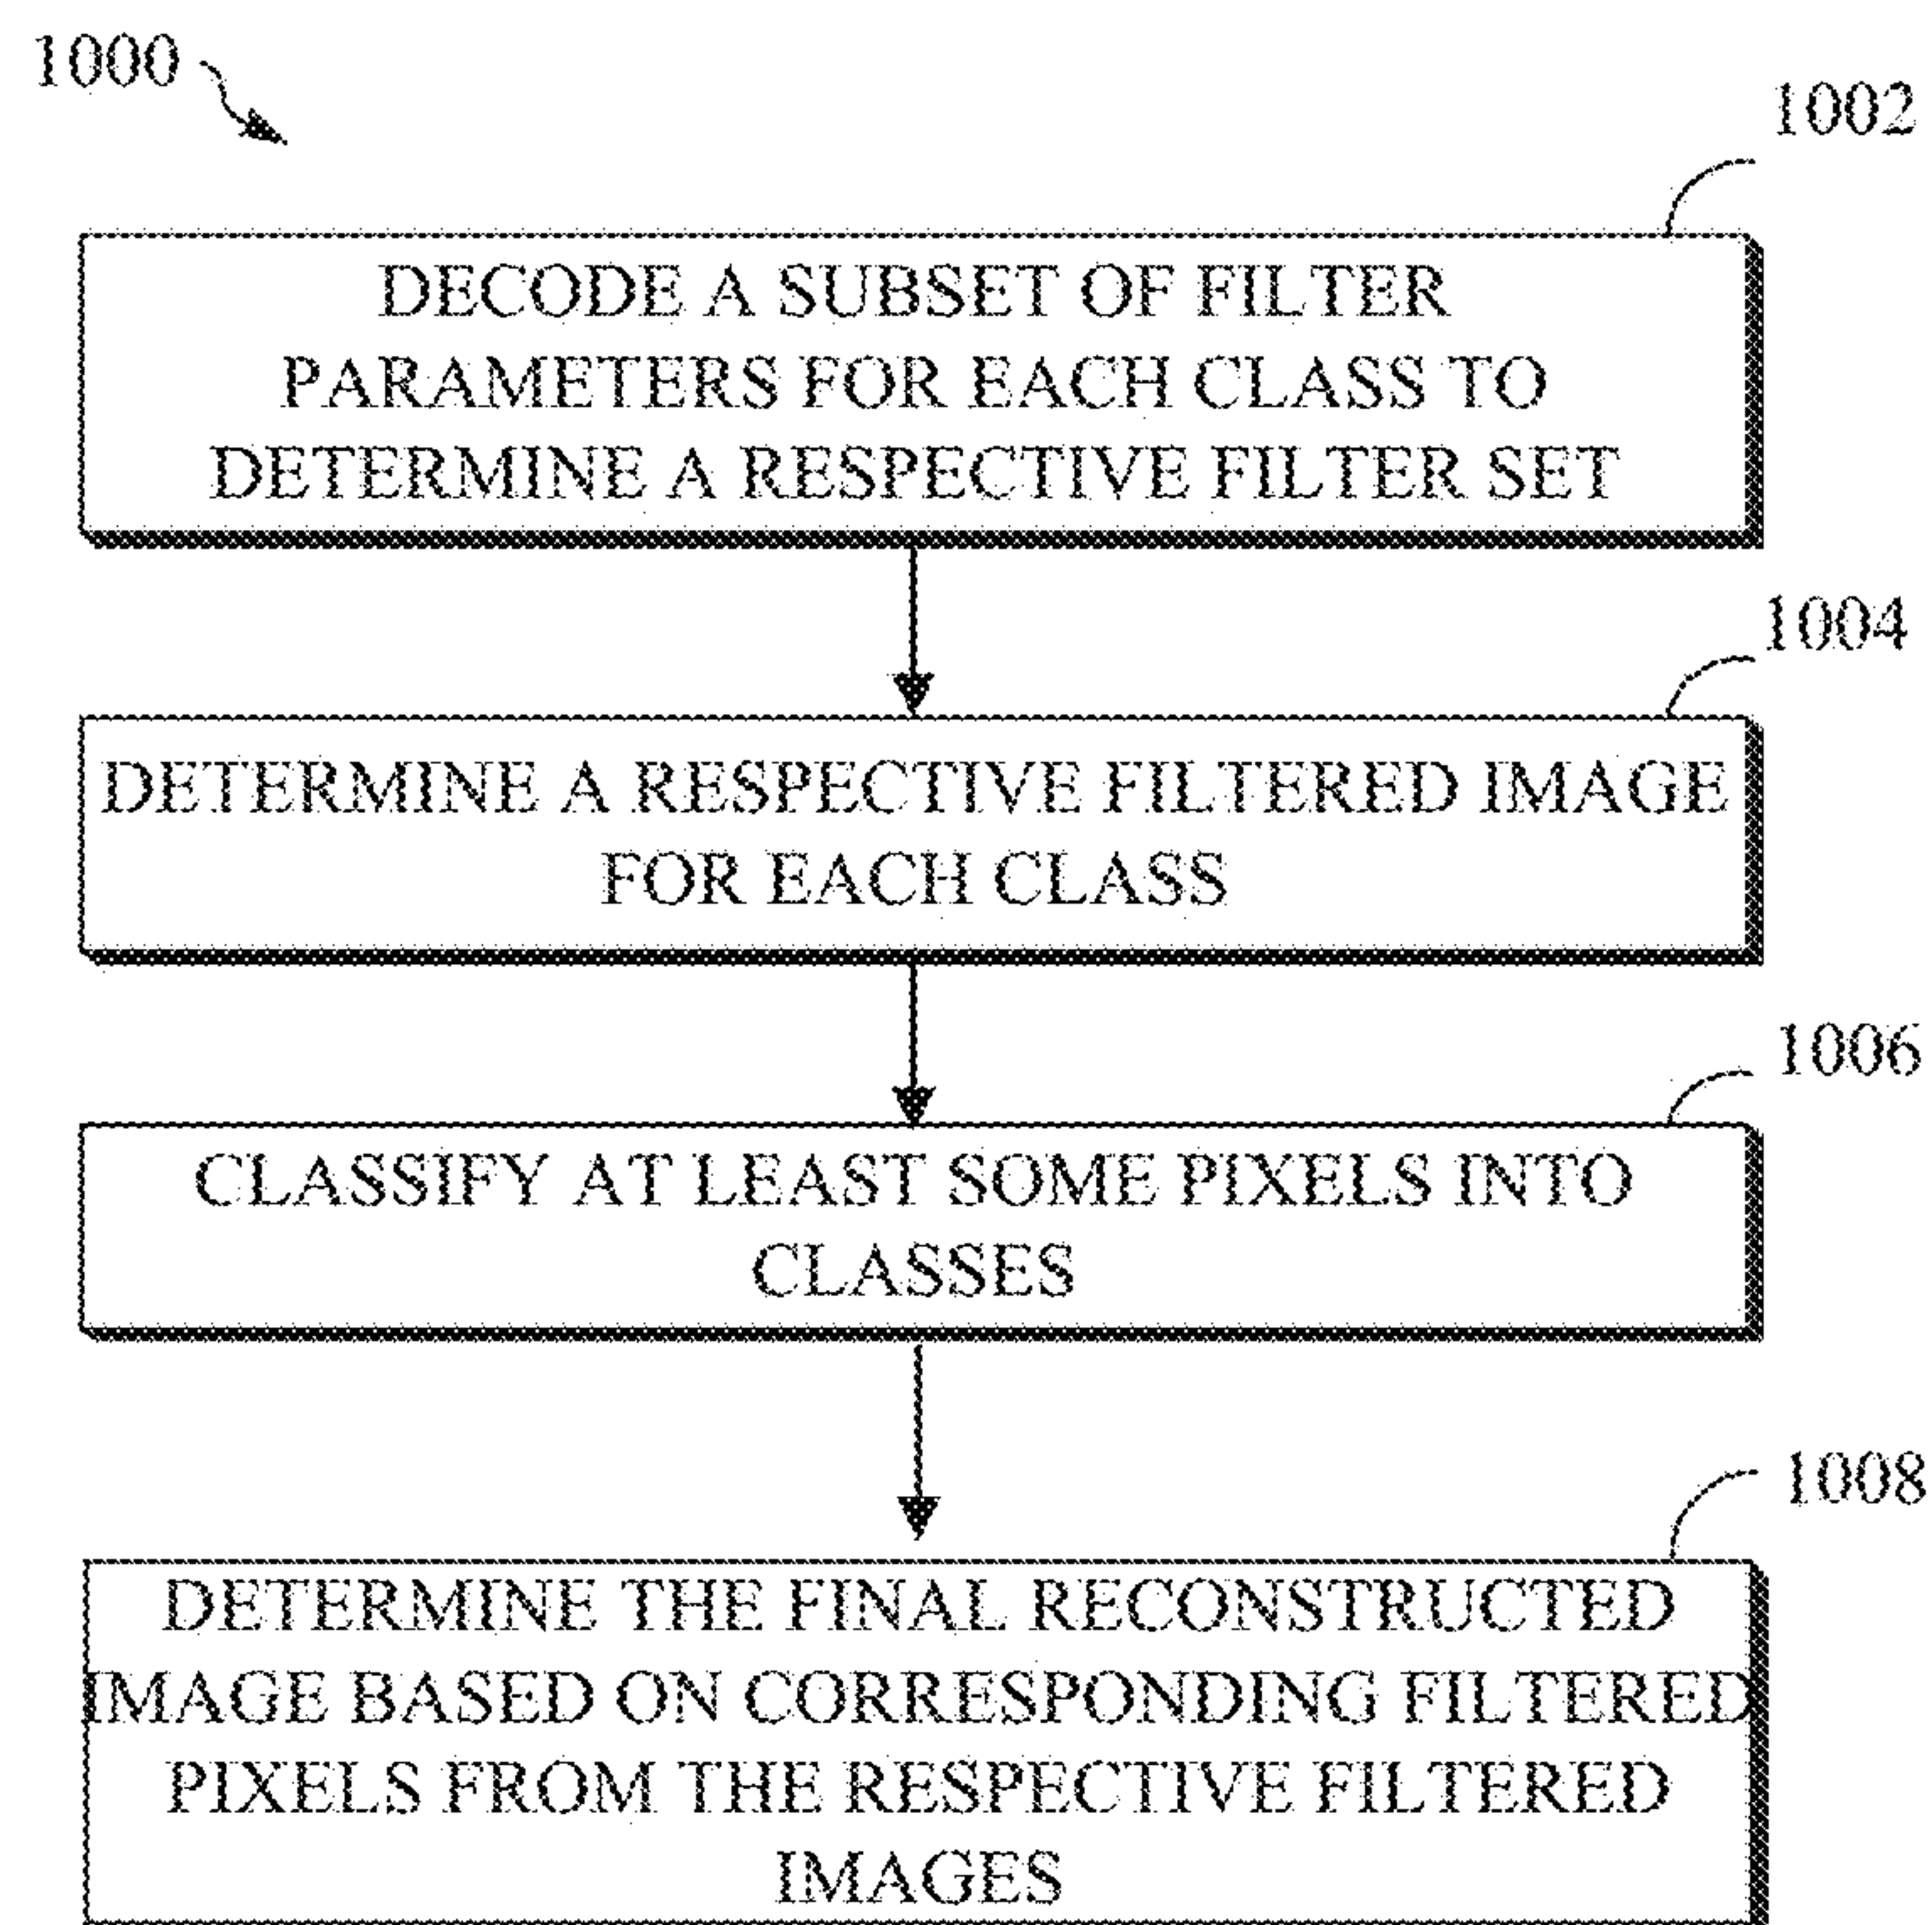 1000
1002
DECODE A SUBSET OF FILTER
PARAMETERS FOR EACH CLASS TO
DETERMINE A RESPECTIVE FILTER SET
1004
DETERMINE A RESPECTIVE FILTERED IMAGE
FOR EACH CLASS
1006
CLASSIFY AT LEAST SOME PIXELS INTO
CLASSES
1008
DETERMINE THE FINAL RECONSTRUCTED
IMAGE BASED ON CORRESPONDING FILTERED
PIXELS FROM THE RESPECTIVE FILTERED
IMAGES